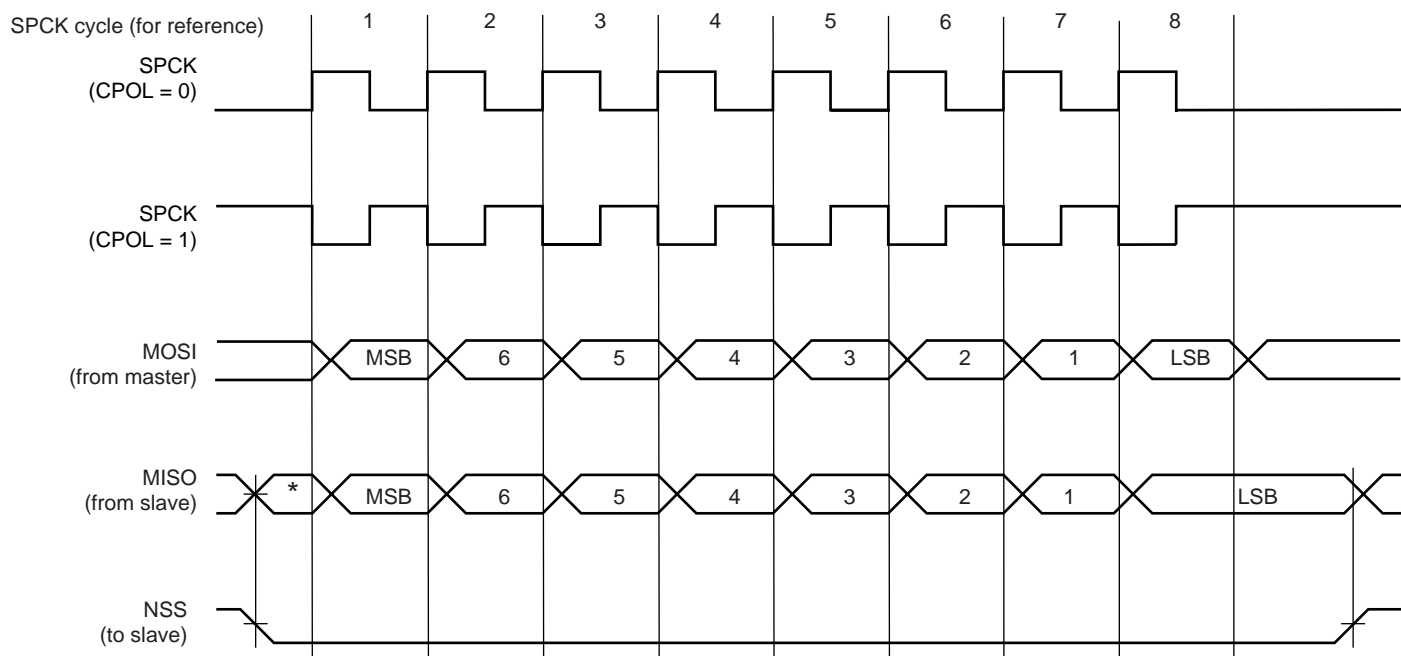 SPCK cycle (for reference)
1 2 3 4 5 6 7 8
SPCK
(CPOL = 0)
SPCK
(CPOL = 1)
MOSI
(from master)
MSB 6 5 4 3 2 1 LSB
MISO
(from slave)
* MSB 6 5 4 3 2 1 LSB
NSS
(to slave)